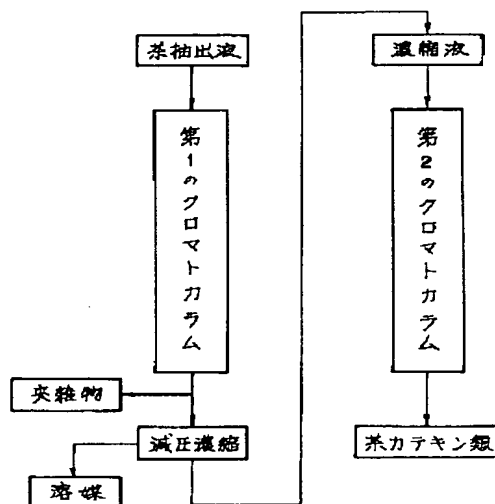 茶抽出液
第1のクロマトカラム
夾雑物
減圧濃縮
溶媒
濃縮液
第2のクロマトカラム
茶カテキン類